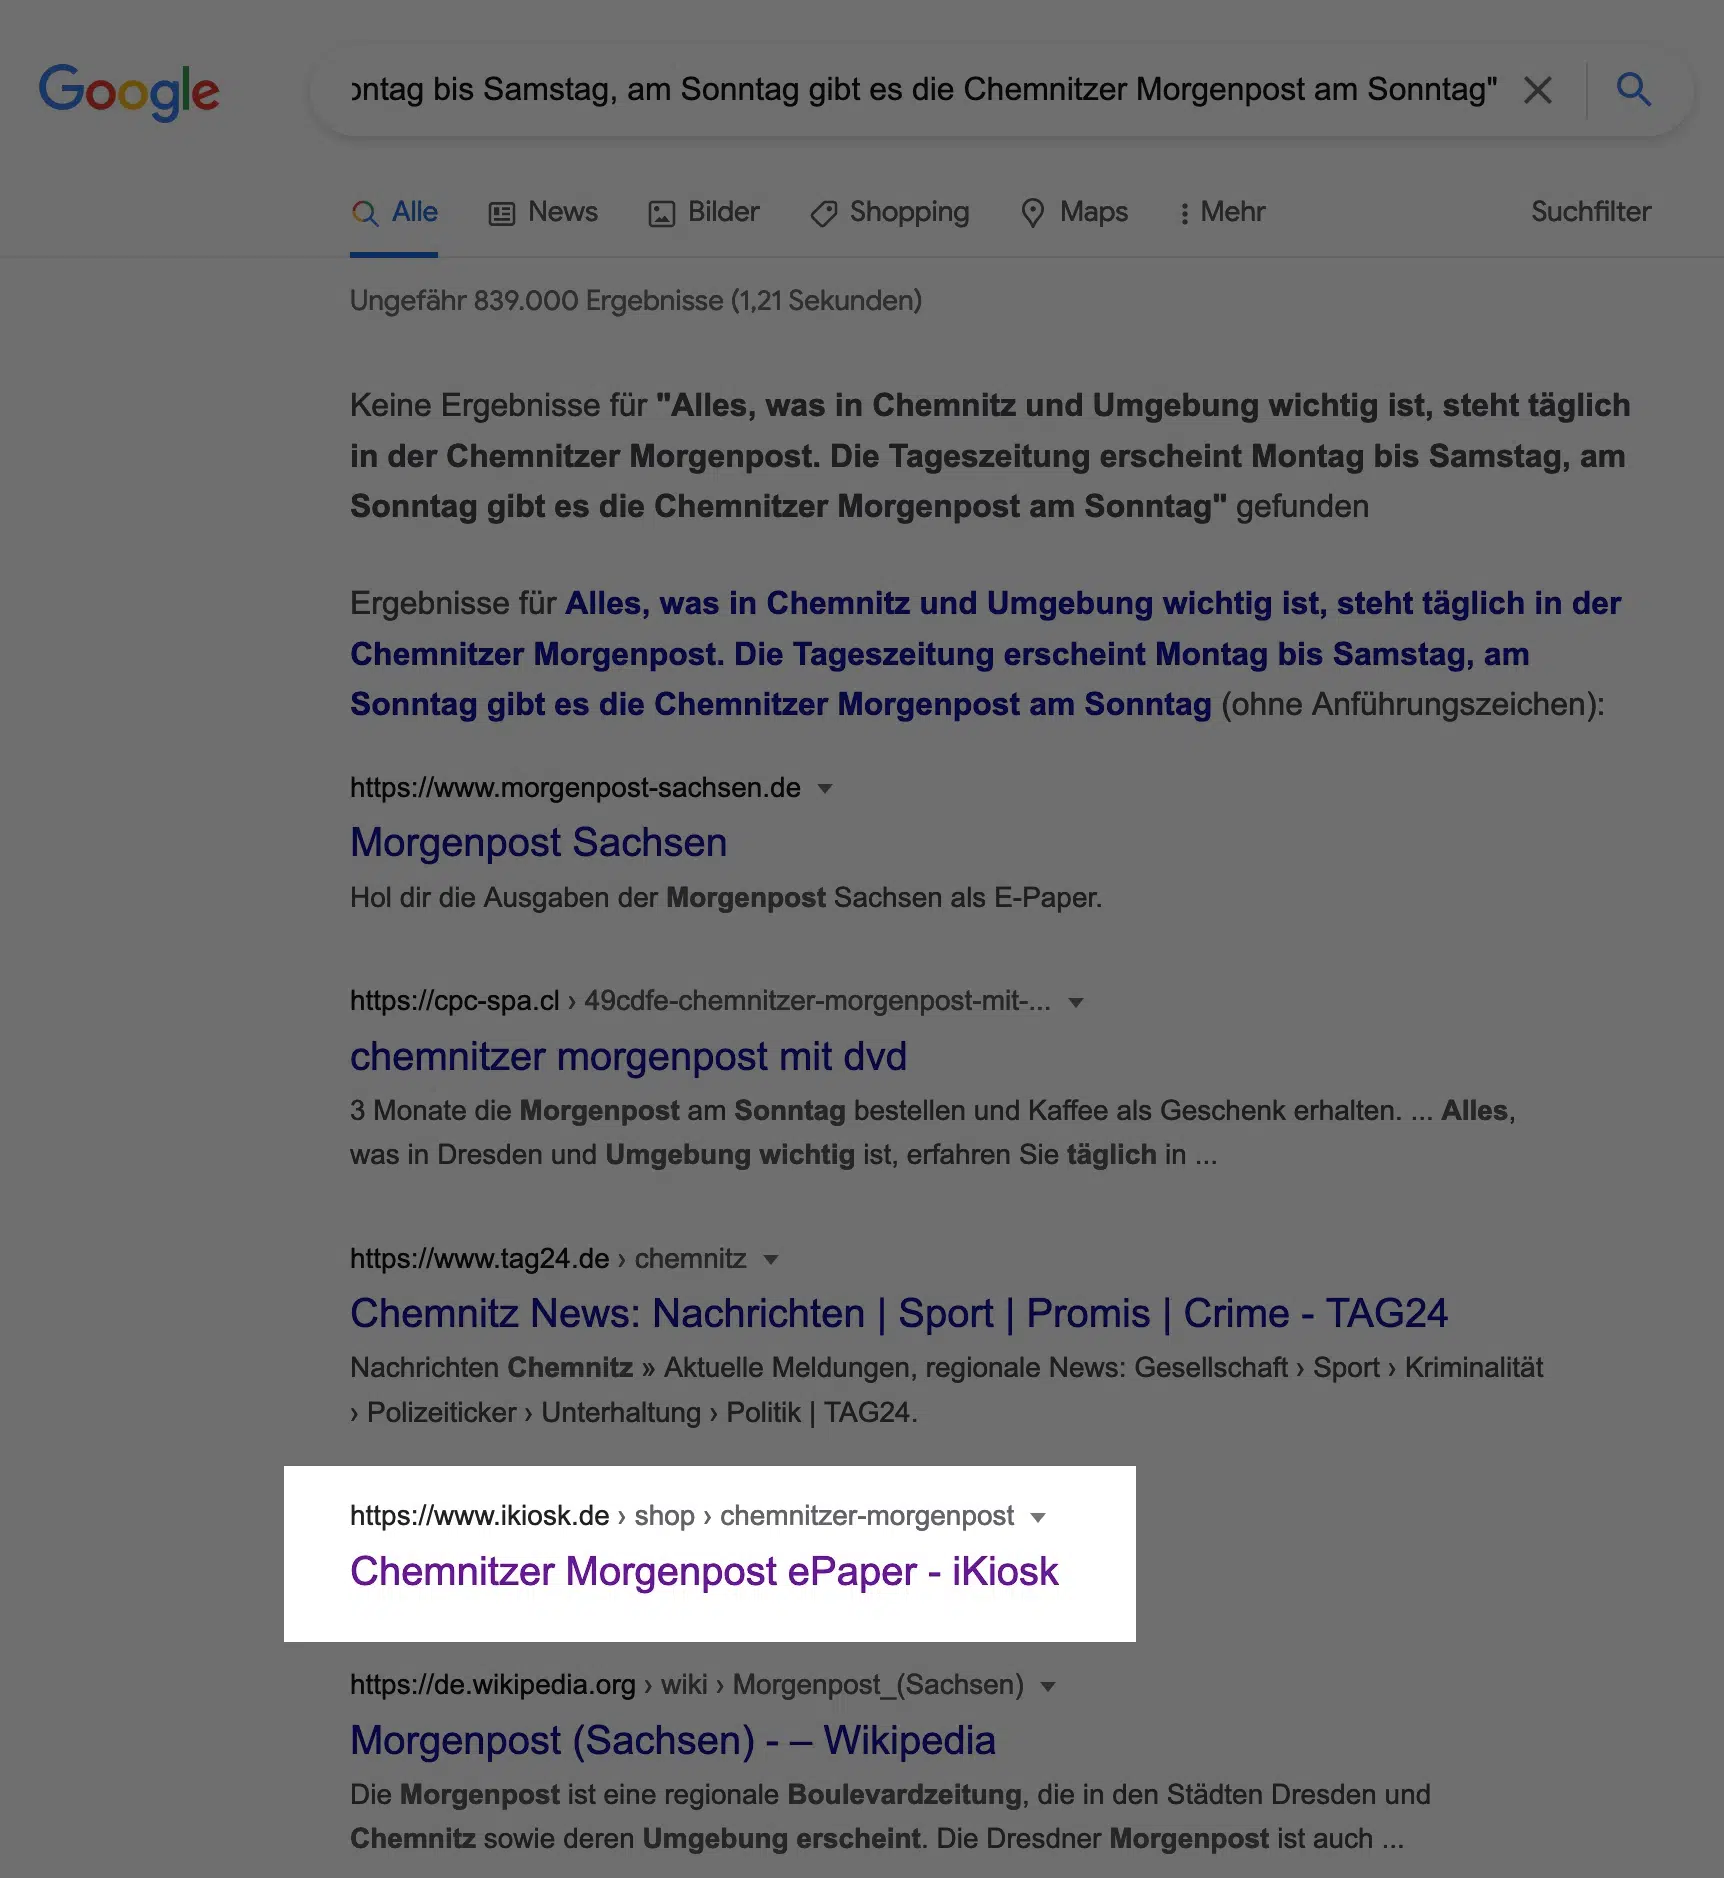 Google
ontag bis Samstag, am Sonntag gibt es die Chemnitzer Morgenpost am Sonntag"
Alle News Bilder Shopping Maps Mehr Suchfilter
Ungefähr 839.000 Ergebnisse (1,21 Sekunden)
Keine Ergebnisse für "Alles, was in Chemnitz und Umgebung wichtig ist, steht täglich
in der Chemnitzer Morgenpost. Die Tageszeitung erscheint Montag bis Samstag, am
Sonntag gibt es die Chemnitzer Morgenpost am Sonntag" gefunden
Ergebnisse für Alles, was in Chemnitz und Umgebung wichtig ist, steht täglich in der
Chemnitzer Morgenpost. Die Tageszeitung erscheint Montag bis Samstag, am
Sonntag gibt es die Chemnitzer Morgenpost am Sonntag (ohne Anführungszeichen):
https://www.morgenpost-sachsen.de
Morgenpost Sachsen
Hol dir die Ausgaben der Morgenpost Sachsen als E-Paper.
https://cpc-spa.cl › 49cdfe-chemnitzer-morgenpost-mit-...
chemnitzer morgenpost mit dvd
3 Monate die Morgenpost am Sonntag bestellen und Kaffee als Geschenk erhalten. ... Alles,
was in Dresden und Umgebung wichtig ist, erfahren Sie täglich in ...
https://www.tag24.de › chemnitz
Chemnitz News: Nachrichten | Sport | Promis | Crime - TAG24
Nachrichten Chemnitz » Aktuelle Meldungen, regionale News: Gesellschaft › Sport › Kriminalität
› Polizeiticker › Unterhaltung › Politik | TAG24.
https://www.ikiosk.de › shop › chemnitzer-morgenpost
Chemnitzer Morgenpost ePaper - iKiosk
https://de.wikipedia.org › wiki › Morgenpost_(Sachsen)
Morgenpost (Sachsen) - – Wikipedia
Die Morgenpost ist eine regionale Boulevardzeitung, die in den Städten Dresden und
Chemnitz sowie deren Umgebung erscheint. Die Dresdner Morgenpost ist auch ...